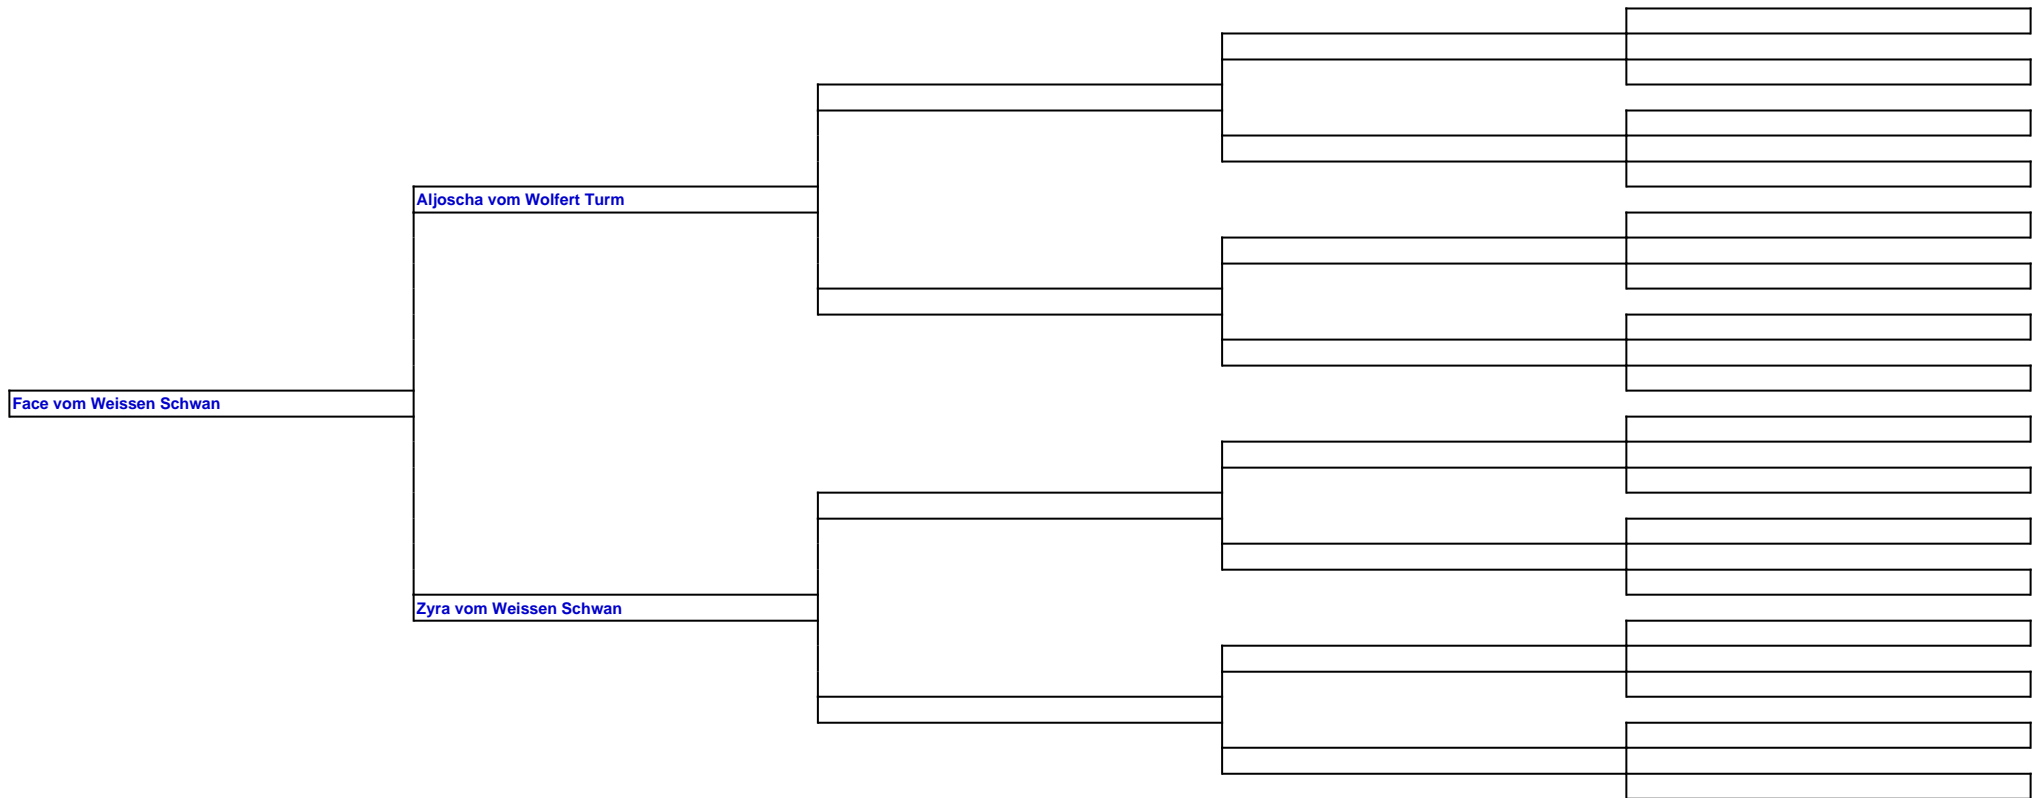 Aljoscha vom Wolfert Turm
Face vom Weissen Schwan
Zyra vom Weissen Schwan